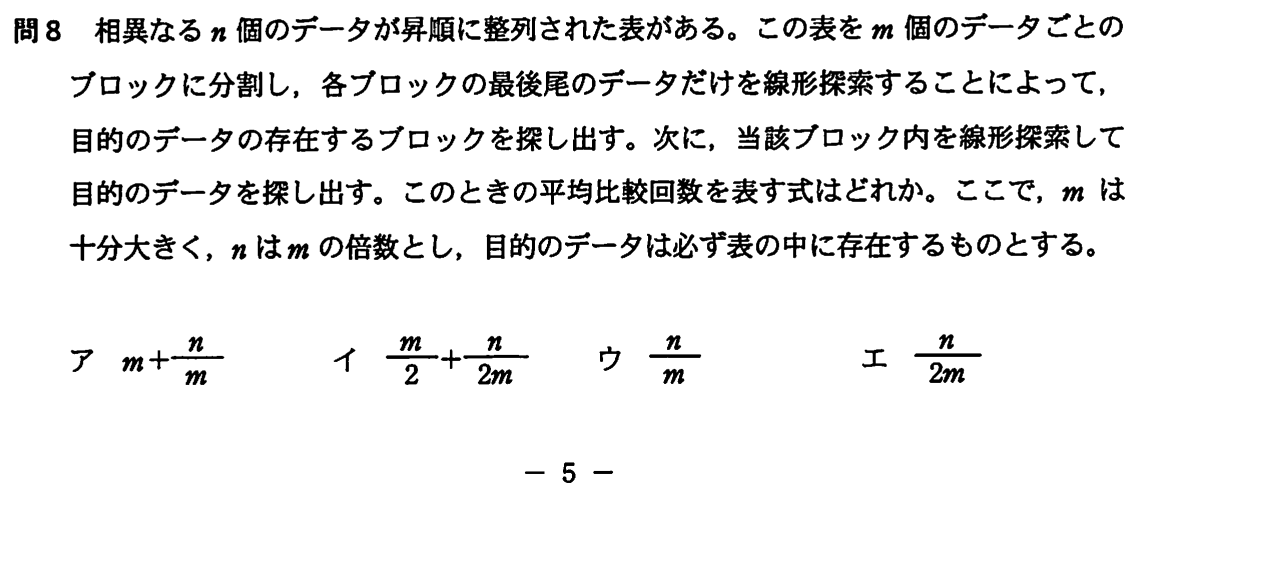 問8 相異なる n 個のデータが昇順に整列された表がある。この表を m 個のデータごとの
ブロックに分割し，各ブロックの最後尾のデータだけを線形探索することによって，
目的のデータの存在するブロックを探し出す。次に，当該ブロック内を線形探索して
目的のデータを探し出す。このときの平均比較回数を表す式はどれか。ここで，m は
十分大きく，n は m の倍数とし，目的のデータは必ず表の中に存在するものとする。
ア m＋n/m イ m/2＋n/2m ウ n/m エ n/2m
－ 5 －